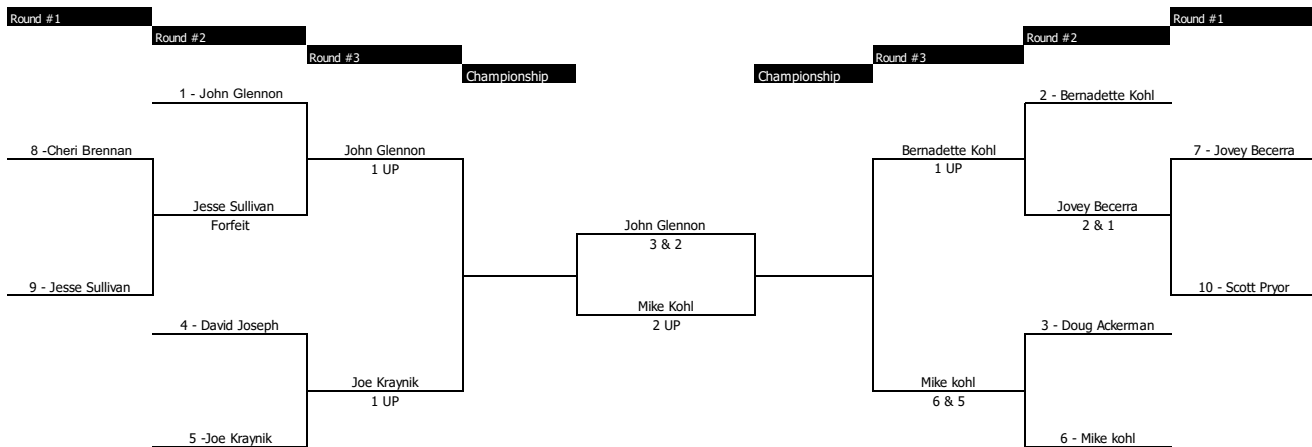 Round #1
Round #1
Round #2
Round #2
Round #3
Round #3
Championship
Championship
1 - John Glennon
2 - Bernadette Kohl
8 -Cheri Brennan
John Glennon
Bernadette Kohl
7 - Jovey Becerra
1 UP
1 UP
Jesse Sullivan
Jovey Becerra
Forfeit
2 & 1
John Glennon
3 & 2
9 - Jesse Sullivan
10 - Scott Pryor
Mike Kohl
2 UP
4 - David Joseph
3 - Doug Ackerman
Joe Kraynik
Mike kohl
1 UP
6 & 5
5 -Joe Kraynik
6 - Mike kohl